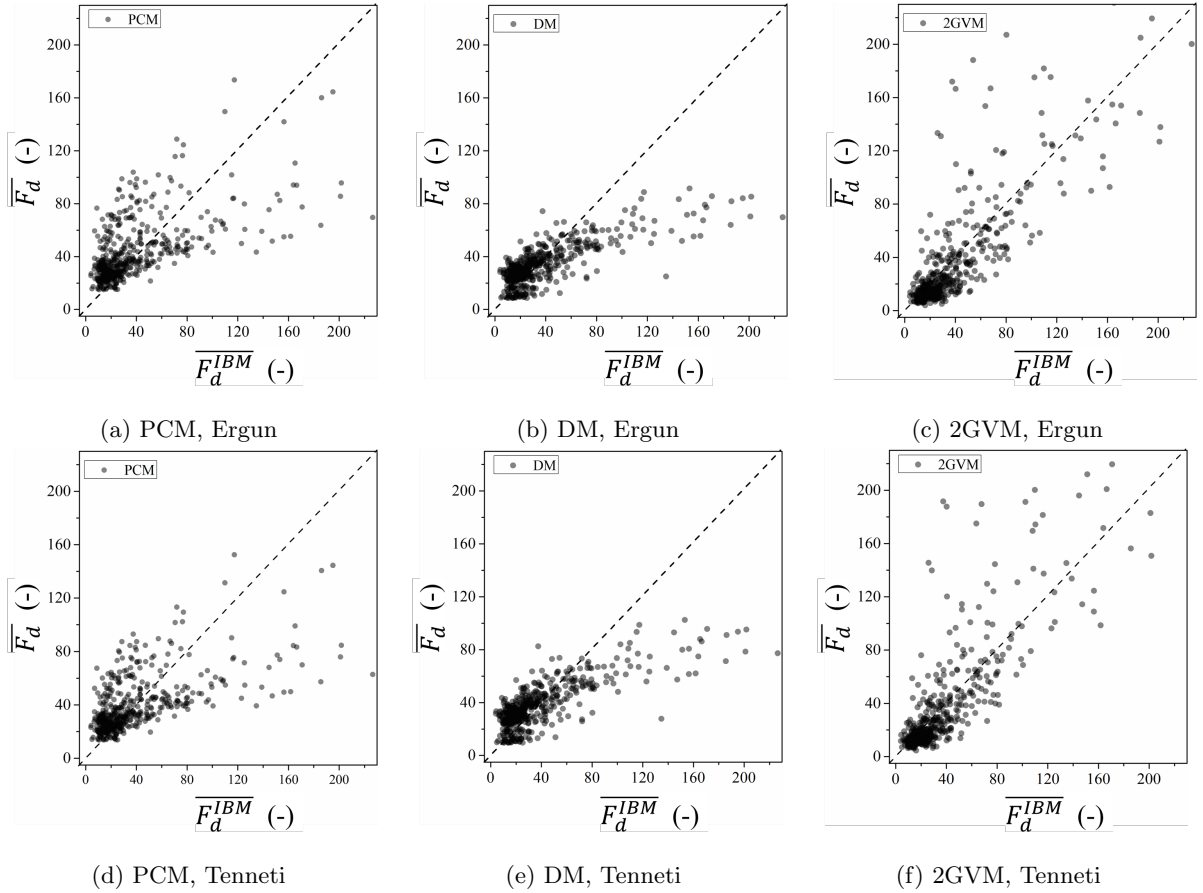 PCM
DM
2GVM
200
160
120
80
40
0
200
160
120
80
40
0
200
160
120
80
40
0
F_d (-)
F_d (-)
F_d (-)
0 40 80 120 160 200
0 40 80 120 160 200
0 40 80 120 160 200
F_d^IBM (-)
F_d^IBM (-)
F_d^IBM (-)
(a) PCM, Ergun
(b) DM, Ergun
(c) 2GVM, Ergun
PCM
DM
2GVM
200
160
120
80
40
0
200
160
120
80
40
0
200
160
120
80
40
0
F_d (-)
F_d (-)
F_d (-)
0 40 80 120 160 200
0 40 80 120 160 200
0 40 80 120 160 200
F_d^IBM (-)
F_d^IBM (-)
F_d^IBM (-)
(d) PCM, Tenneti
(e) DM, Tenneti
(f) 2GVM, Tenneti